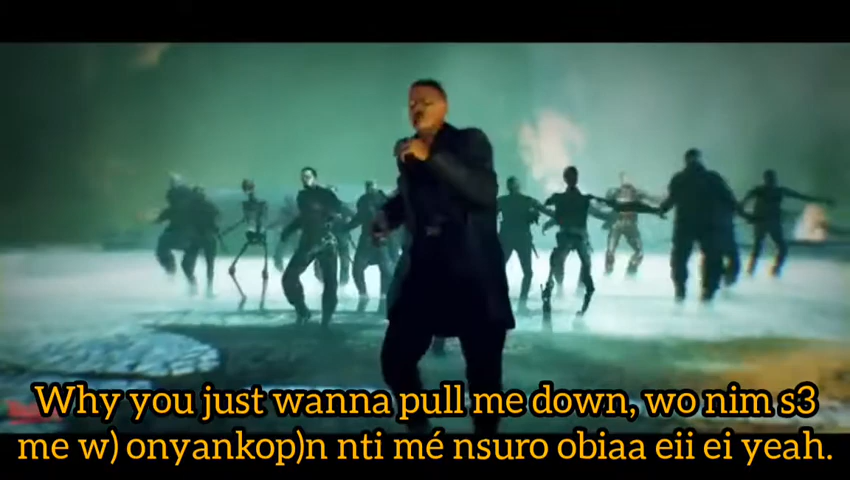 Why you just wanna pull me down, wo nim s3
me w) onyankop)n nti mé nsuro obiaa eii ei yeah.